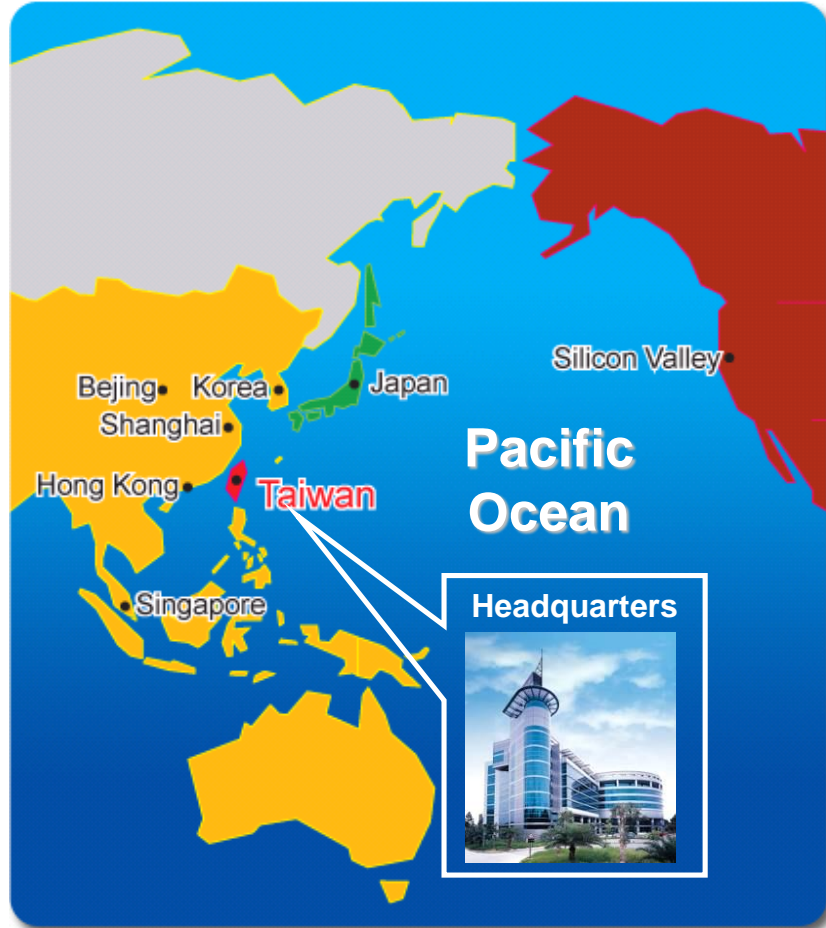 Silicon Valley
Bejing
Korea
Japan
Shanghai
Pacific
Ocean
Hong Kong
Taiwan
Singapore
Headquarters